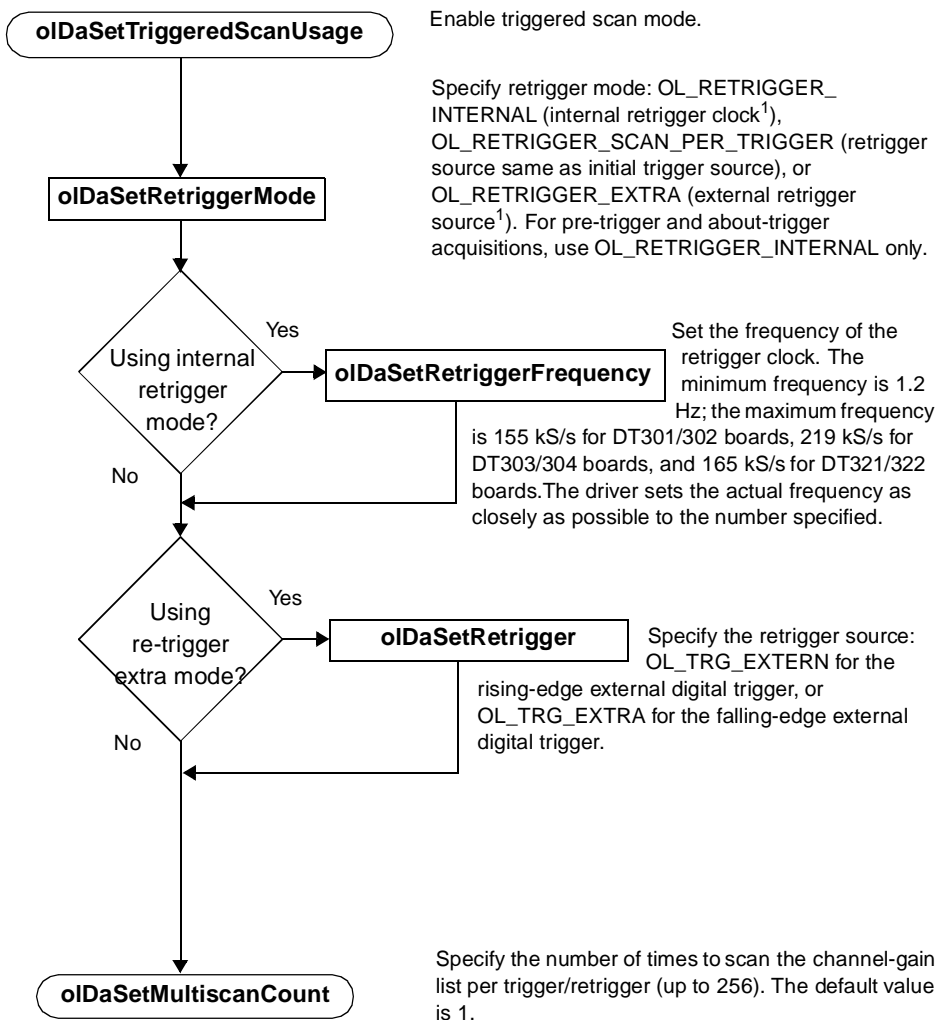 olDaSetTriggeredScanUsage
Enable triggered scan mode.
Specify retrigger mode: OL_RETRIGGER_
INTERNAL (internal retrigger clock1),
OL_RETRIGGER_SCAN_PER_TRIGGER (retrigger
source same as initial trigger source), or
OL_RETRIGGER_EXTRA (external retrigger
source1). For pre-trigger and about-trigger
acquisitions, use OL_RETRIGGER_INTERNAL only.
olDaSetRetriggerMode
Using internal
retrigger
mode?
Yes
No
olDaSetRetriggerFrequency
Set the frequency of the
retrigger clock. The
minimum frequency is 1.2
Hz; the maximum frequency
is 155 kS/s for DT301/302 boards, 219 kS/s for
DT303/304 boards, and 165 kS/s for DT321/322
boards.The driver sets the actual frequency as
closely as possible to the number specified.
Using
re-trigger
extra mode?
Yes
No
olDaSetRetrigger
Specify the retrigger source:
OL_TRG_EXTERN for the
rising-edge external digital trigger, or
OL_TRG_EXTRA for the falling-edge external
digital trigger.
olDaSetMultiscanCount
Specify the number of times to scan the channel-gain
list per trigger/retrigger (up to 256). The default value
is 1.